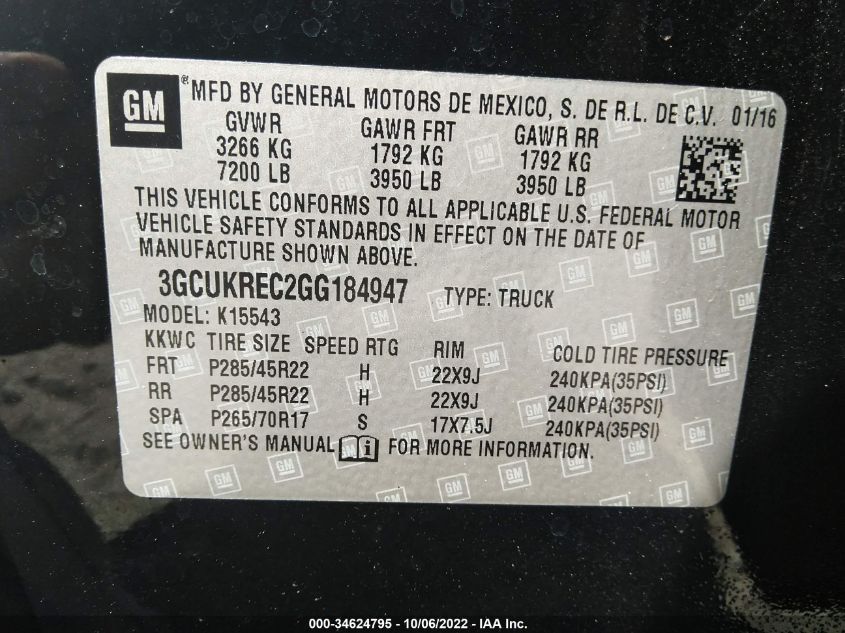 GM ® MFD BY GENERAL MOTORS DE MEXICO, S. DE R.L. DE C.V. 01/16
GVWR GAWR FRT GAWR RR
3266 KG 1792 KG 1792 KG
7200 LB 3950 LB 3950 LB
THIS VEHICLE CONFORMS TO ALL APPLICABLE U.S. FEDERAL MOTOR
VEHICLE SAFETY STANDARDS IN EFFECT ON THE DATE OF
MANUFACTURE SHOWN ABOVE.
3GCUKREC2GG184947 TYPE: TRUCK
MODEL: K15543
KKWC TIRE SIZE SPEED RTG RIM COLD TIRE PRESSURE
FRT P285/45R22 H 22X9J 240KPA(35PSI)
RR P285/45R22 H 22X9J 240KPA(35PSI)
SPA P265/70R17 S 17X7.5J 240KPA(35PSI)
SEE OWNER'S MANUAL i FOR MORE INFORMATION.
000-34624795 - 10/06/2022 - IAA Inc.